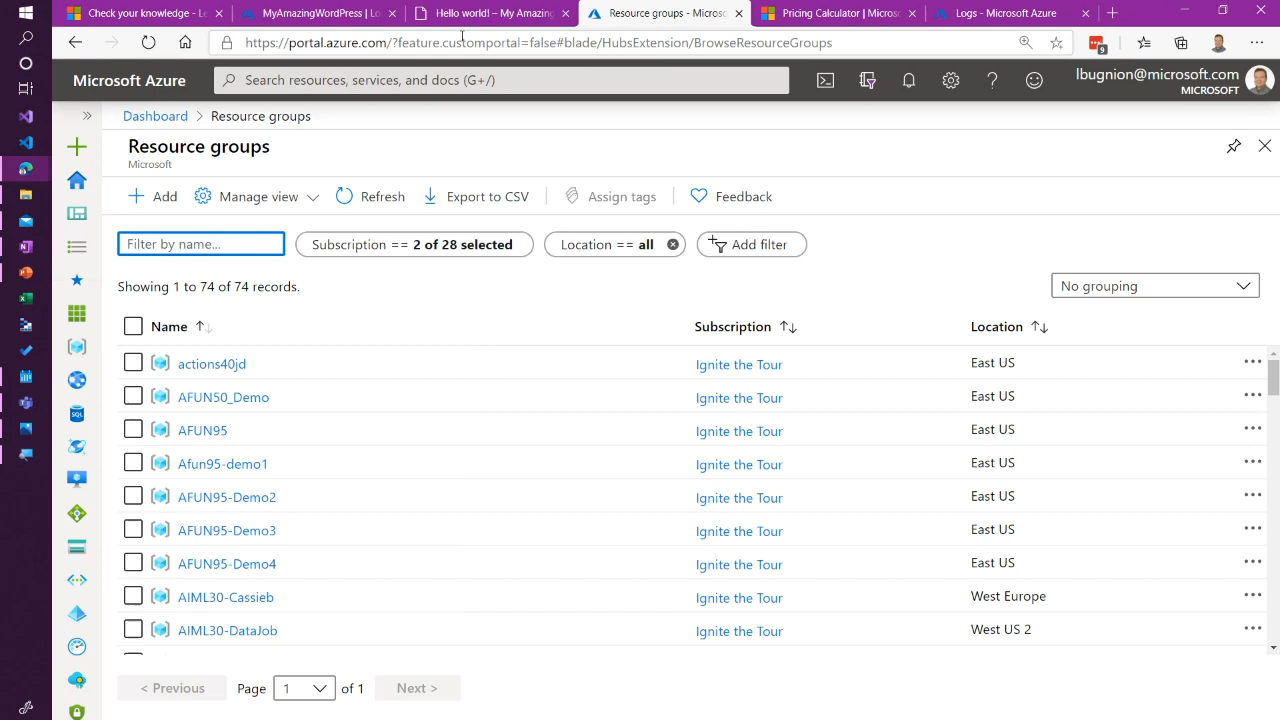 Check your knowledge - Le
MyAmazingWordPress | Lo
Hello world! – My Amazing
Resource groups - Microso
Pricing Calculator | Microso
Logs - Microsoft Azure
https://portal.azure.com/?feature.customportal=false#blade/HubsExtension/BrowseResourceGroups
9
Microsoft Azure
Search resources, services, and docs (G+/)
lbugnion@microsoft.com
MICROSOFT
Dashboard > Resource groups
Resource groups
Microsoft
Add
Manage view
Refresh
Export to CSV
Assign tags
Feedback
Filter by name...
Subscription == 2 of 28 selected
Location == all
Add filter
Showing 1 to 74 of 74 records.
No grouping
Name
Subscription
Location
actions40jd Ignite the Tour East US
AFUN50_Demo Ignite the Tour East US
AFUN95 Ignite the Tour East US
Afun95-demo1 Ignite the Tour East US
AFUN95-Demo2 Ignite the Tour East US
AFUN95-Demo3 Ignite the Tour East US
AFUN95-Demo4 Ignite the Tour East US
AIML30-Cassieb Ignite the Tour West Europe
AIML30-DataJob Ignite the Tour West US 2
< Previous
Page 1 of 1
Next >
SQL